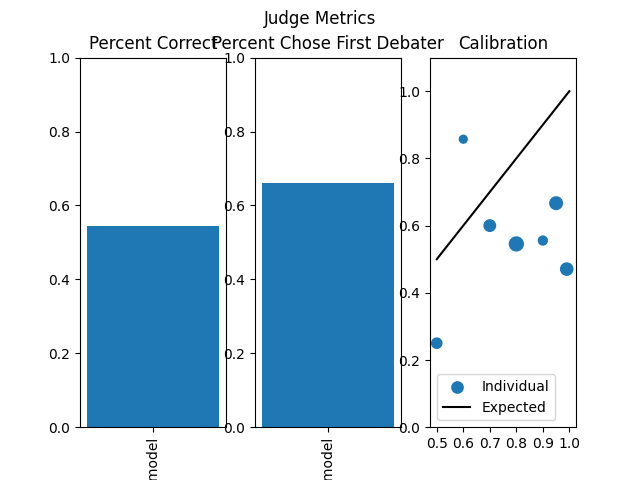 Judge Metrics
Percent Correct
Percent Chose First Debater
Calibration
1.0
0.8
0.6
0.4
0.2
0.0
model
1.0
0.8
0.6
0.4
0.2
0.0
model
1.0
0.8
0.6
0.4
0.2
0.0
Individual
Expected
0.5 0.6 0.7 0.8 0.9 1.0